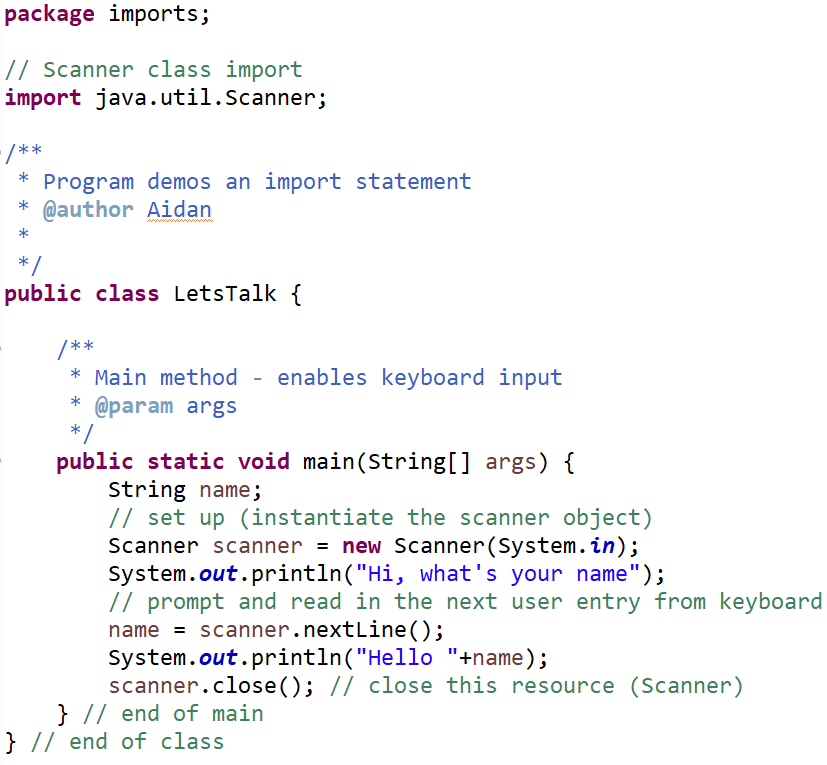 package imports;
// Scanner class import
import java.util.Scanner;
/**
* Program demos an import statement
* @author Aidan
*
*/
public class LetsTalk {
/**
* Main method - enables keyboard input
* @param args
*/
public static void main(String[] args) {
String name;
// set up (instantiate the scanner object)
Scanner scanner = new Scanner(System.in);
System.out.println("Hi, what's your name");
// prompt and read in the next user entry from keyboard
name = scanner.nextLine();
System.out.println("Hello "+name);
scanner.close(); // close this resource (Scanner)
} // end of main
} // end of class